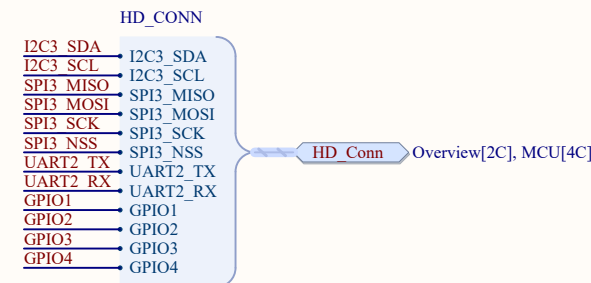 HD_CONN
I2C3_SDA I2C3_SDA
I2C3_SCL I2C3_SCL
SPI3_MISO SPI3_MISO
SPI3_MOSI SPI3_MOSI
SPI3_SCK SPI3_SCK
SPI3_NSS SPI3_NSS HD_Conn Overview[2C], MCU[4C]
UART2_TX UART2_TX
UART2_RX UART2_RX
GPIO1 GPIO1
GPIO2 GPIO2
GPIO3 GPIO3
GPIO4 GPIO4